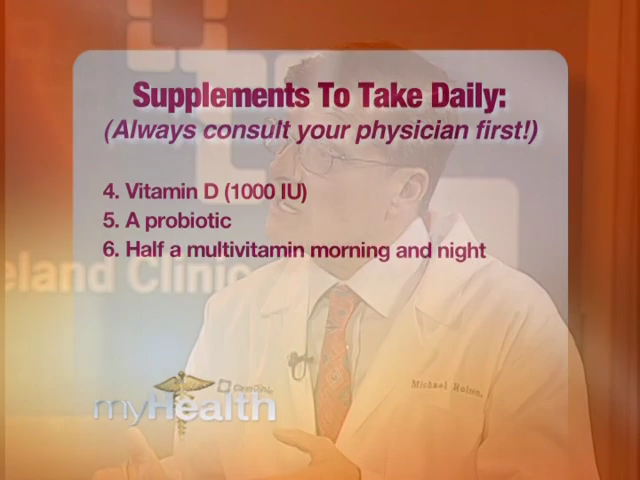 Supplements To Take Daily:
(Always consult your physician first!)
4. Vitamin D (1000 IU)
5. A probiotic
6. Half a multivitamin morning and night
eland Clinic
Michael
myHealth